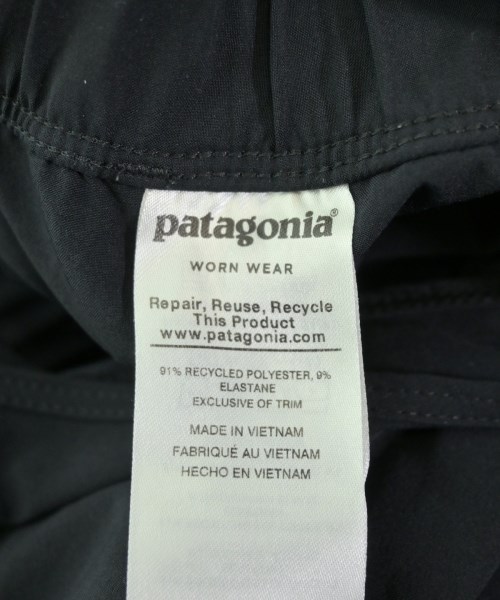 patagonia®
WORN WEAR
Repair, Reuse, Recycle
This Product
www.patagonia.com
91% RECYCLED POLYESTER, 9%
ELASTANE
EXCLUSIVE OF TRIM
MADE IN VIETNAM
FABRIQUÉ AU VIETNAM
HECHO EN VIETNAM